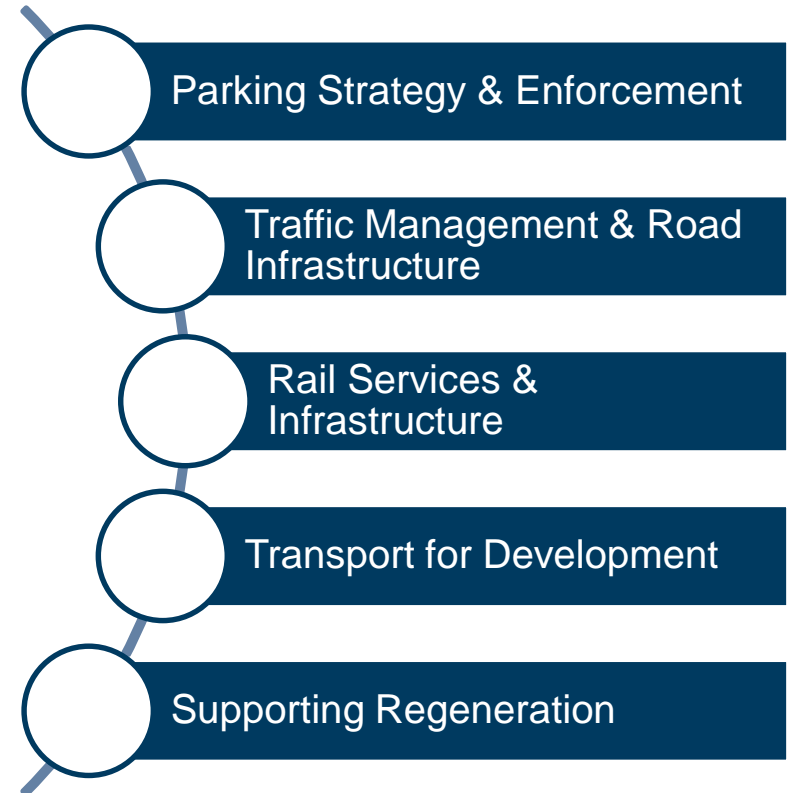 Parking Strategy & Enforcement
Traffic Management & Road
Infrastructure
Rail Services &
Infrastructure
Transport for Development
Supporting Regeneration